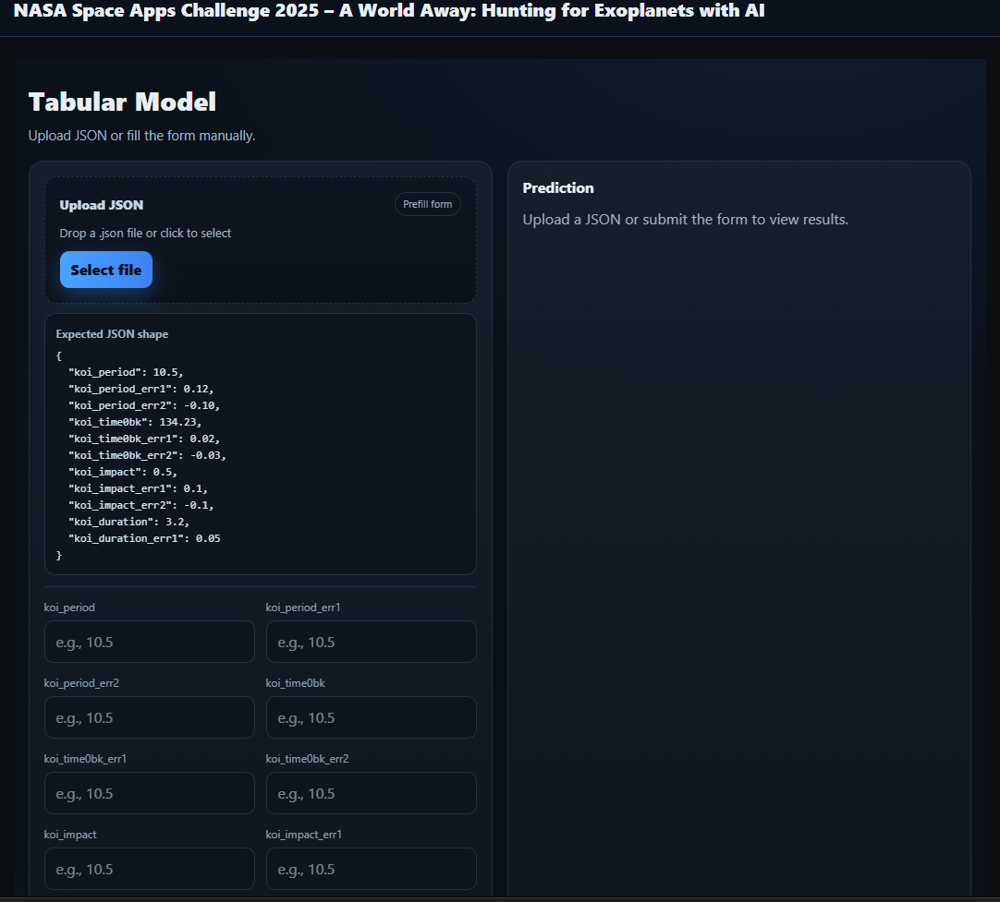 NASA Space Apps Challenge 2025 – A World Away: Hunting for Exoplanets with AI
Tabular Model
Upload JSON or fill the form manually.
Upload JSON
Prefill form
Drop a .json file or click to select
Select file
Expected JSON shape
{
  "koi_period": 10.5,
  "koi_period_err1": 0.12,
  "koi_period_err2": -0.10,
  "koi_time0bk": 134.23,
  "koi_time0bk_err1": 0.02,
  "koi_time0bk_err2": -0.03,
  "koi_impact": 0.5,
  "koi_impact_err1": 0.1,
  "koi_impact_err2": -0.1,
  "koi_duration": 3.2,
  "koi_duration_err1": 0.05
}
koi_period
koi_period_err1
e.g., 10.5
e.g., 10.5
koi_period_err2
koi_time0bk
e.g., 10.5
e.g., 10.5
koi_time0bk_err1
koi_time0bk_err2
e.g., 10.5
e.g., 10.5
koi_impact
koi_impact_err1
e.g., 10.5
e.g., 10.5
Prediction
Upload a JSON or submit the form to view results.